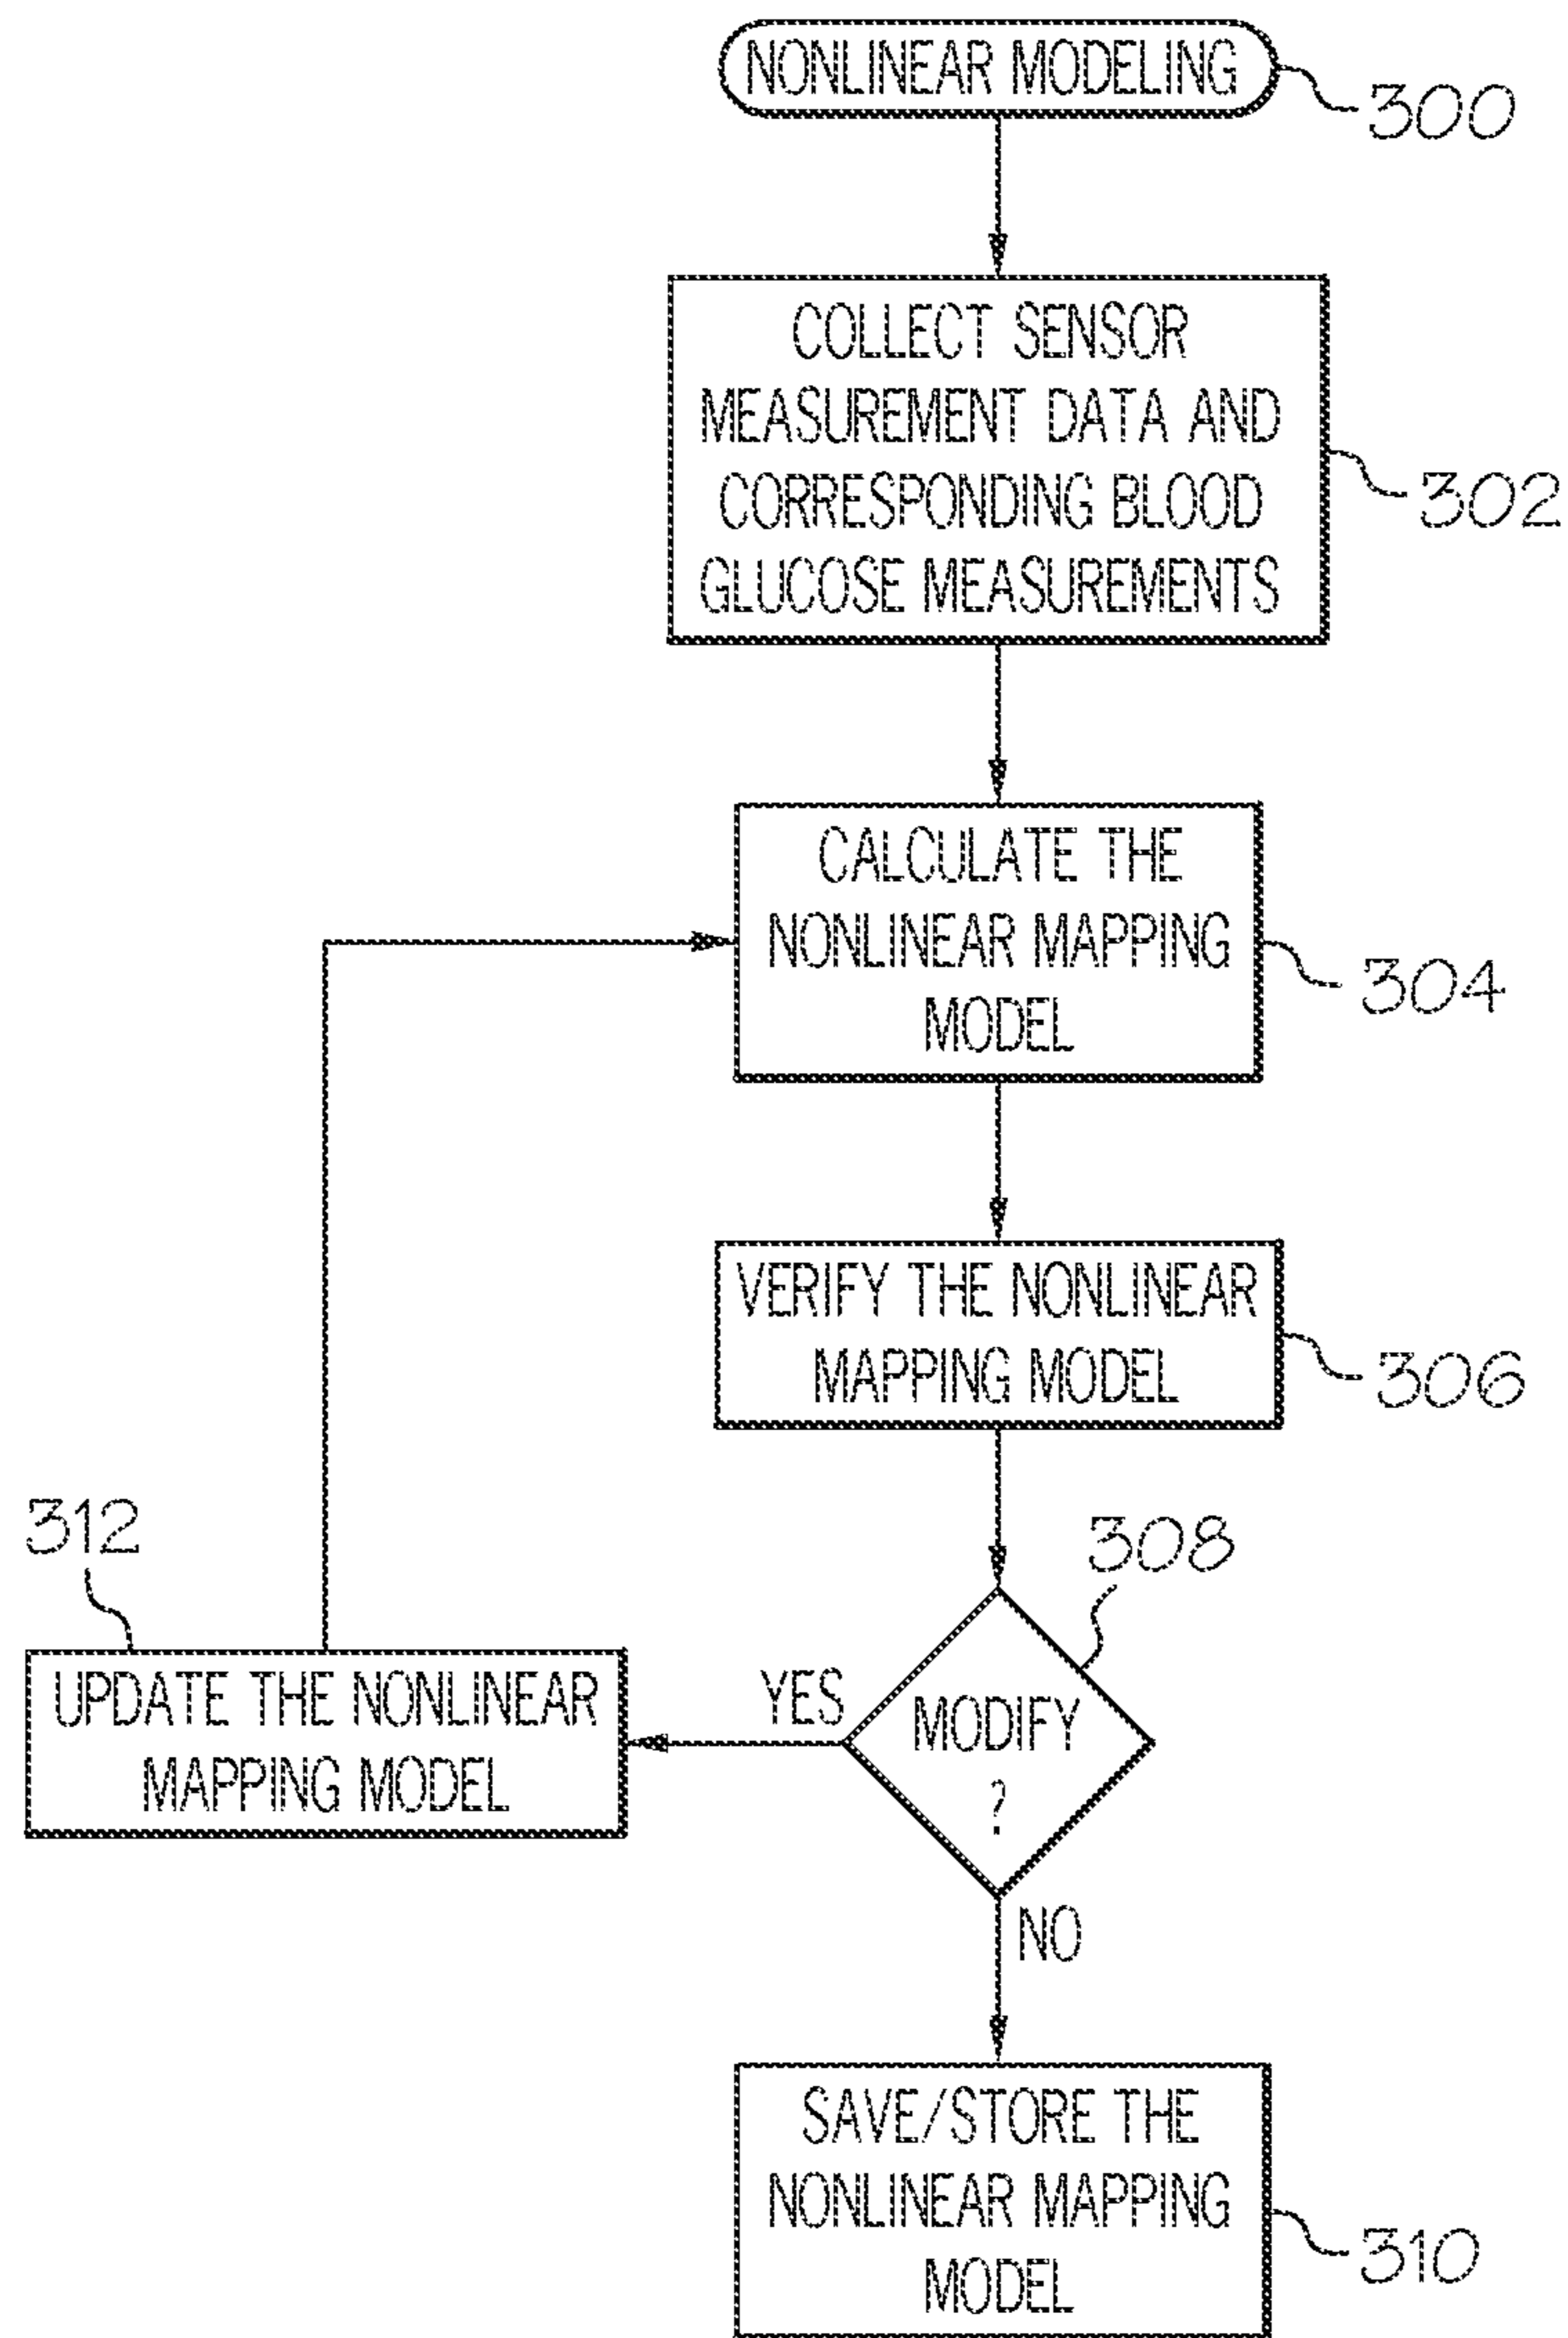 NONLINEAR MODELING
300
COLLECT SENSOR
MEASUREMENT DATA AND
CORRESPONDING BLOOD
GLUCOSE MEASUREMENTS
302
CALCULATE THE
NONLINEAR MAPPING
MODEL
304
VERIFY THE NONLINEAR
MAPPING MODEL
306
312
308
UPDATE THE NONLINEAR
MAPPING MODEL
YES
MODIFY
?
NO
SAVE/STORE THE
NONLINEAR MAPPING
MODEL
310